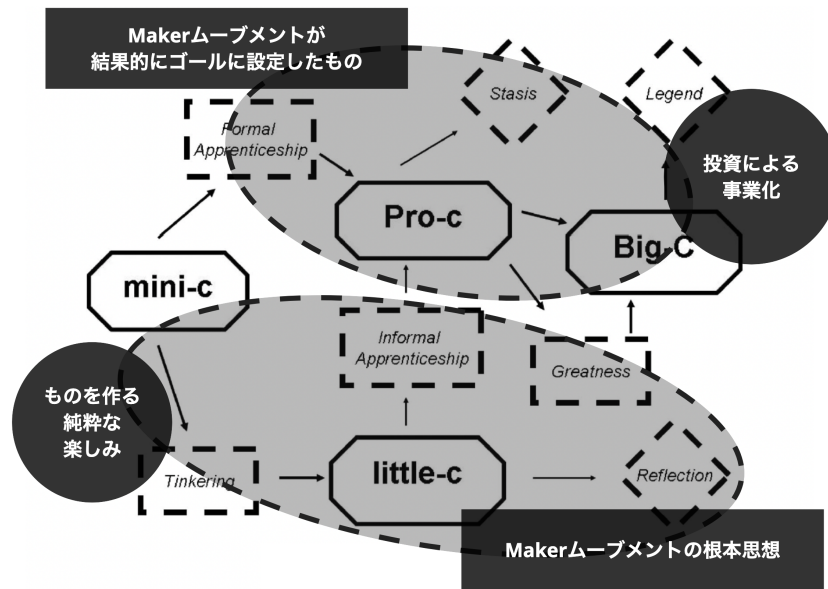 Makerムーブメントが
結果的にゴールに設定したもの
Stasis
Legend
Formal
Apprenticeship
投資による
事業化
Pro-c
Big-C
mini-c
Informal
Apprenticeship
Greatness
ものを作る
純粋な
楽しみ
Tinkering
little-c
Reflection
Makerムーブメントの根本思想